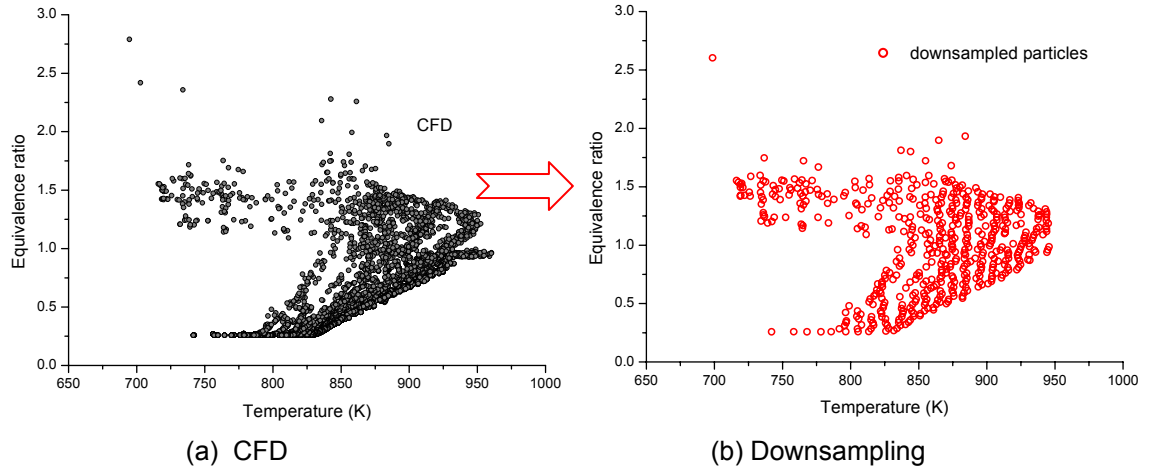 3.0
2.5
2.0
1.5
1.0
0.5
0.0
Equivalence ratio
CFD
650 700 750 800 850 900 950 1000
Temperature (K)
(a) CFD
3.0
2.5
2.0
1.5
1.0
0.5
0.0
Equivalence ratio
downsampled particles
650 700 750 800 850 900 950 1000
Temperature (K)
(b) Downsampling